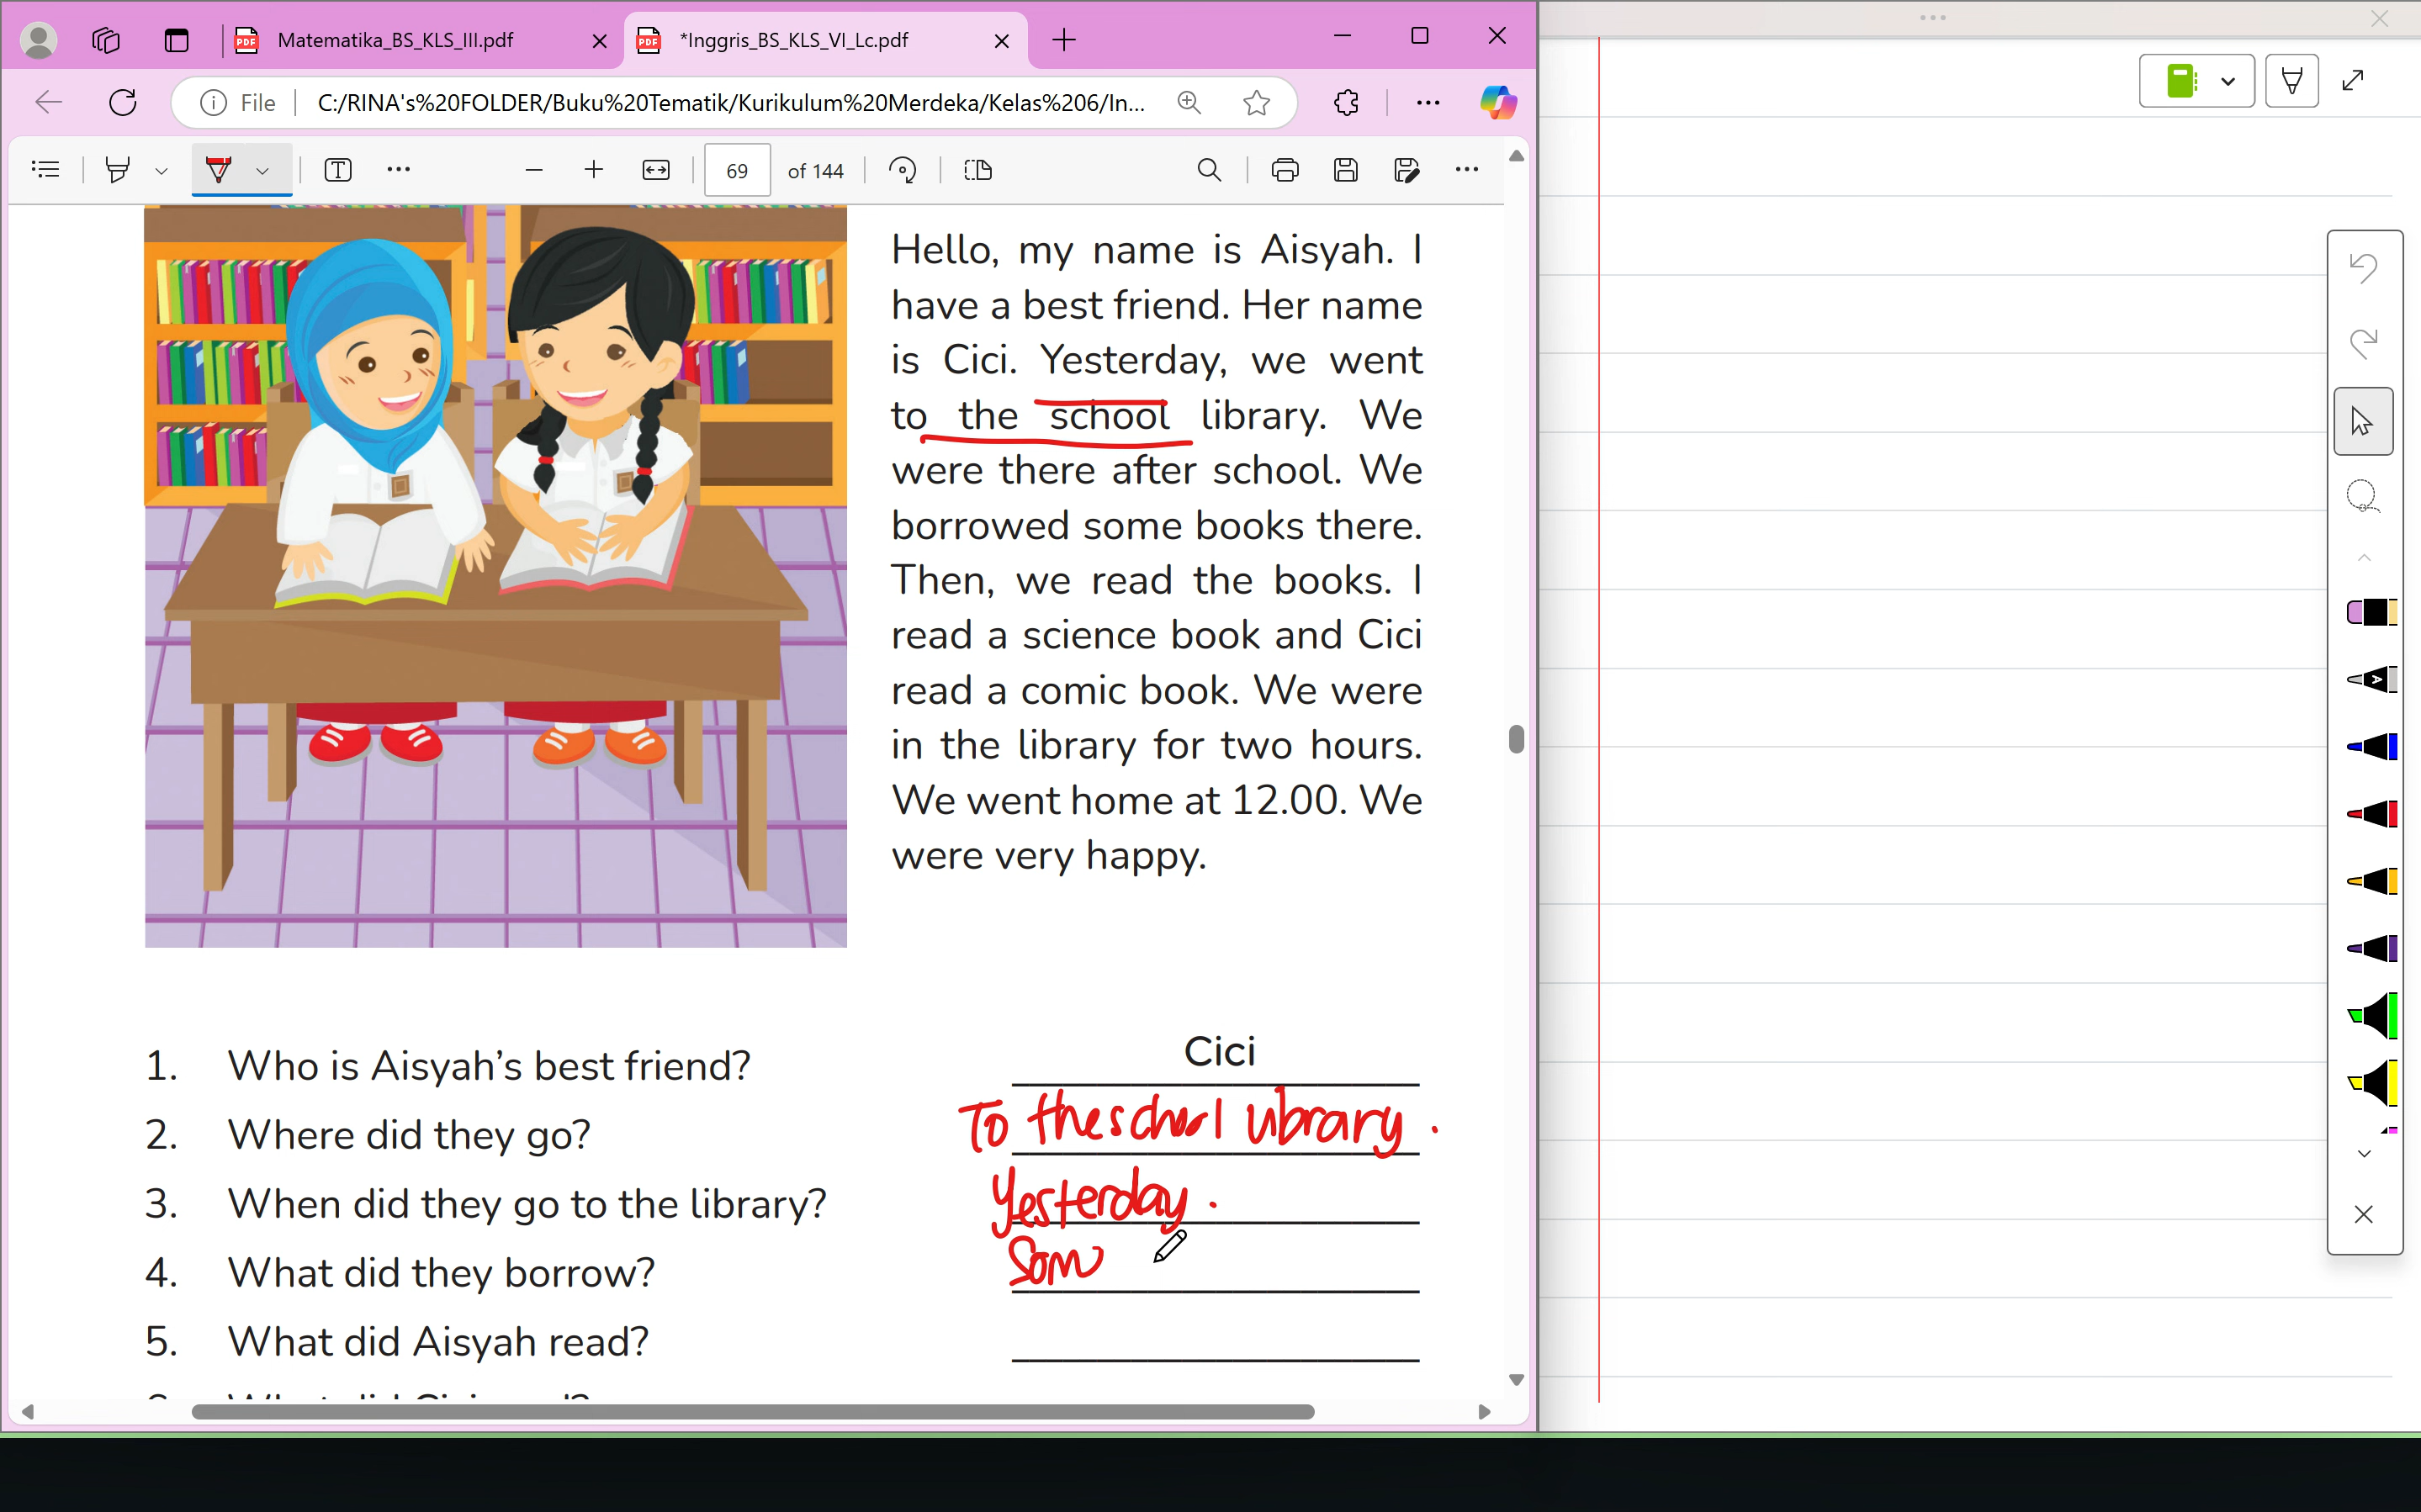 Matematika_BS_KLS_III.pdf
*Inggris_BS_KLS_VI_Lc.pdf
File
C:/RINA's%20FOLDER/Buku%20Tematik/Kurikulum%20Merdeka/Kelas%206/In...
69 of 144
Hello, my name is Aisyah. I
have a best friend. Her name
is Cici. Yesterday, we went
to the school library. We
were there after school. We
borrowed some books there.
Then, we read the books. I
read a science book and Cici
read a comic book. We were
in the library for two hours.
We went home at 12.00. We
were very happy.
1. Who is Aisyah's best friend? Cici
2. Where did they go? To the school library.
3. When did they go to the library? Yesterday.
4. What did they borrow? Som
5. What did Aisyah read?